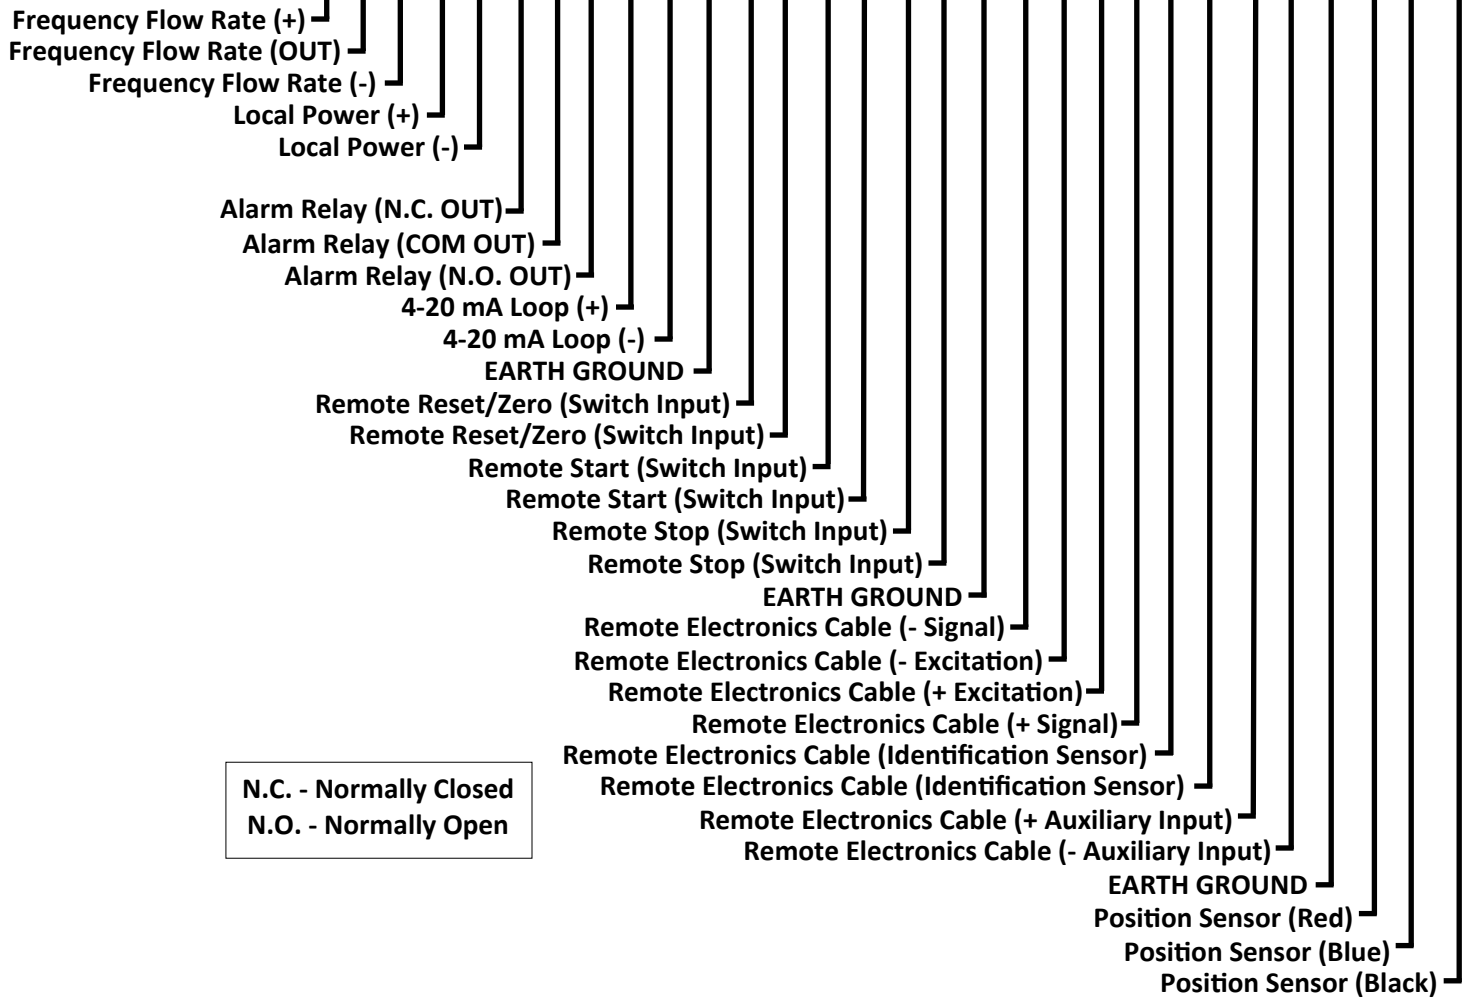 Frequency Flow Rate (+)
Frequency Flow Rate (OUT)
Frequency Flow Rate (-)
Local Power (+)
Local Power (-)
Alarm Relay (N.C. OUT)
Alarm Relay (COM OUT)
Alarm Relay (N.O. OUT)
4-20 mA Loop (+)
4-20 mA Loop (-)
EARTH GROUND
Remote Reset/Zero (Switch Input)
Remote Reset/Zero (Switch Input)
Remote Start (Switch Input)
Remote Start (Switch Input)
Remote Stop (Switch Input)
Remote Stop (Switch Input)
EARTH GROUND
Remote Electronics Cable (- Signal)
Remote Electronics Cable (- Excitation)
Remote Electronics Cable (+ Excitation)
Remote Electronics Cable (+ Signal)
Remote Electronics Cable (Identification Sensor)
Remote Electronics Cable (Identification Sensor)
Remote Electronics Cable (+ Auxiliary Input)
Remote Electronics Cable (- Auxiliary Input)
EARTH GROUND
Position Sensor (Red)
Position Sensor (Blue)
Position Sensor (Black)
N.C. - Normally Closed
N.O. - Normally Open